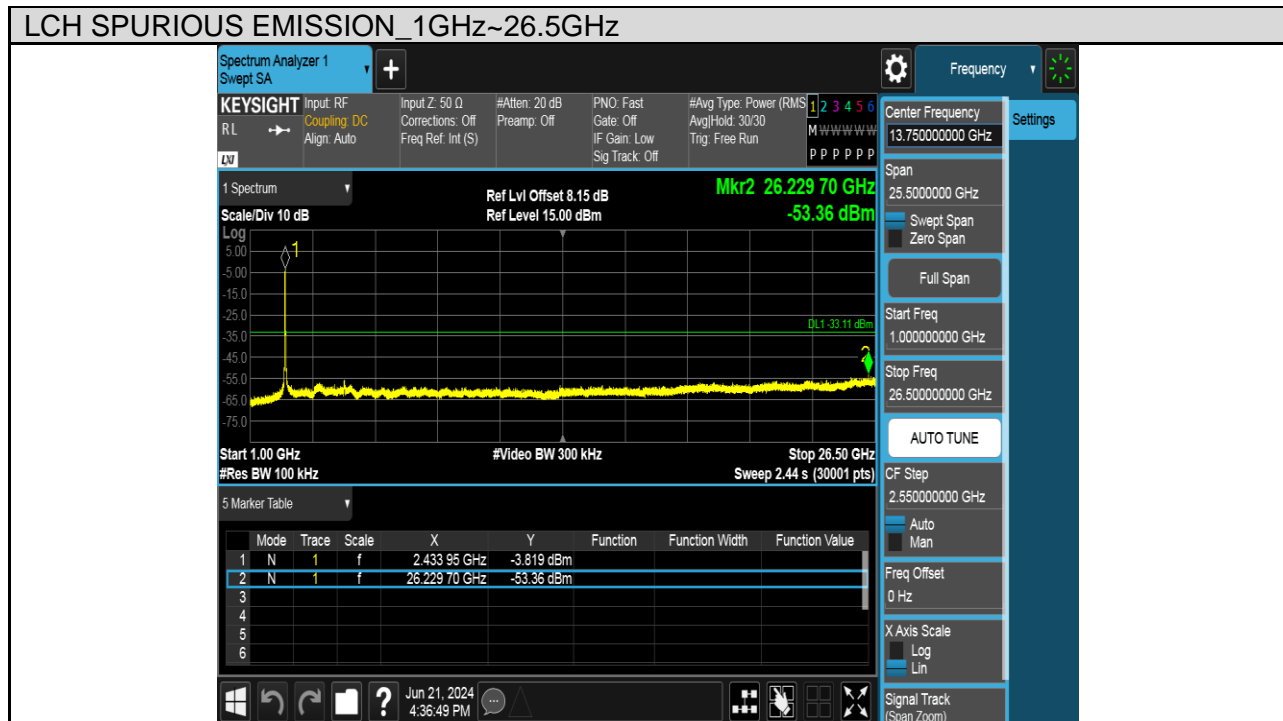 LCH SPURIOUS EMISSION_1GHz~26.5GHz
Spectrum Analyzer 1
Swept SA
+
Frequency
KEYSIGHT
Input: RF
Coupling: DC
Align: Auto
Input Z: 50 Ω
Corrections: Off
Freq Ref: Int (S)
#Atten: 20 dB
Preamp: Off
PNO: Fast
Gate: Off
IF Gain: Low
Sig Track: Off
#Avg Type: Power (RMS
Avg|Hold: 30/30
Trig: Free Run
1 2 3 4 5 6
M W W W W W
P P P P P P
R L
LXI
Center Frequency
13.750000000 GHz
Settings
Span
25.5000000 GHz
Swept Span
Zero Span
Full Span
Start Freq
1.000000000 GHz
Stop Freq
26.500000000 GHz
AUTO TUNE
CF Step
2.550000000 GHz
Auto
Man
Freq Offset
0 Hz
X Axis Scale
Log
Lin
Signal Track
(Span Zoom)
1 Spectrum
Scale/Div 10 dB
Ref Lvl Offset 8.15 dB
Ref Level 15.00 dBm
Mkr2 26.229 70 GHz
-53.36 dBm
Log
5.00
-5.00
-15.0
-25.0
-35.0
-45.0
-55.0
-65.0
-75.0
1
DL1 -33.11 dBm
2
Start 1.00 GHz
#Video BW 300 kHz
Stop 26.50 GHz
#Res BW 100 kHz
Sweep 2.44 s (30001 pts)
5 Marker Table
Mode Trace Scale X Y Function Function Width Function Value
1 N 1 f 2.433 95 GHz -3.819 dBm
2 N 1 f 26.229 70 GHz -53.36 dBm
3
4
5
6
?
Jun 21, 2024
4:36:49 PM